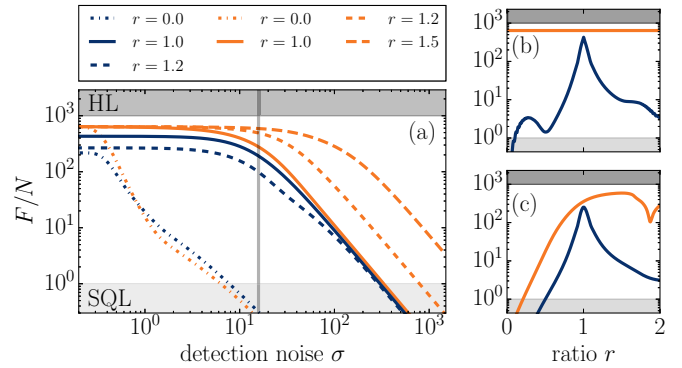 r = 0.0 r = 0.0 r = 1.2
r = 1.0 r = 1.0 r = 1.5
r = 1.2
HL
(a)
SQL
10³
10²
10¹
10⁰
F/N
10⁰ 10¹ 10² 10³
detection noise σ
(b)
10³
10²
10¹
10⁰
(c)
10³
10²
10¹
10⁰
0 1 2
ratio r